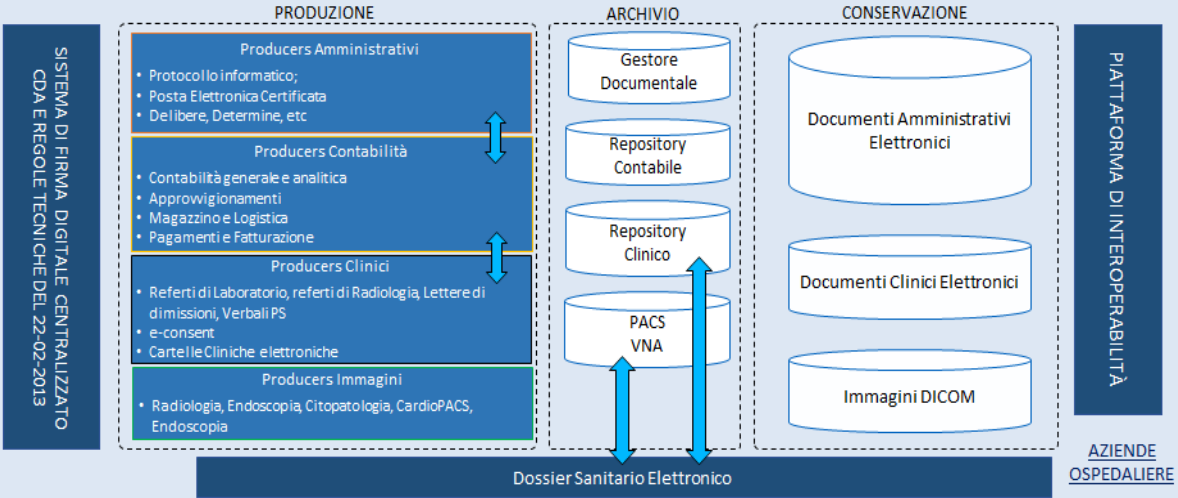 PRODUZIONE
ARCHIVIO
CONSERVAZIONE
SISTEMA DI FIRMA DIGITALE CENTRALIZZATO
CDA E REGOLE TECNICHE DEL 22-02-2013
Producers Amministrativi
• Protocollo informatico;
• Posta Elettronica Certificata
• Delibere, Determine, etc
Producers Contabilità
• Contabilità generale e analitica
• Approvvigionamenti
• Magazzino e Logistica
• Pagamenti e Fatturazione
Producers Clinici
• Referti di Laboratorio, referti di Radiologia, Lettere di
dimissioni, Verbali PS
• e-consent
• Cartelle Cliniche elettroniche
Producers Immagini
• Radiologia, Endoscopia, Citopatologia, CardioPACS,
Endoscopia
Gestore
Documentale
Repository
Contabile
Repository
Clinico
PACS
VNA
Documenti Amministrativi
Elettronici
Documenti Clinici Elettronici
Immagini DICOM
PIATTAFORMA DI INTEROPERABILITÀ
Dossier Sanitario Elettronico
AZIENDE
OSPEDALIERE